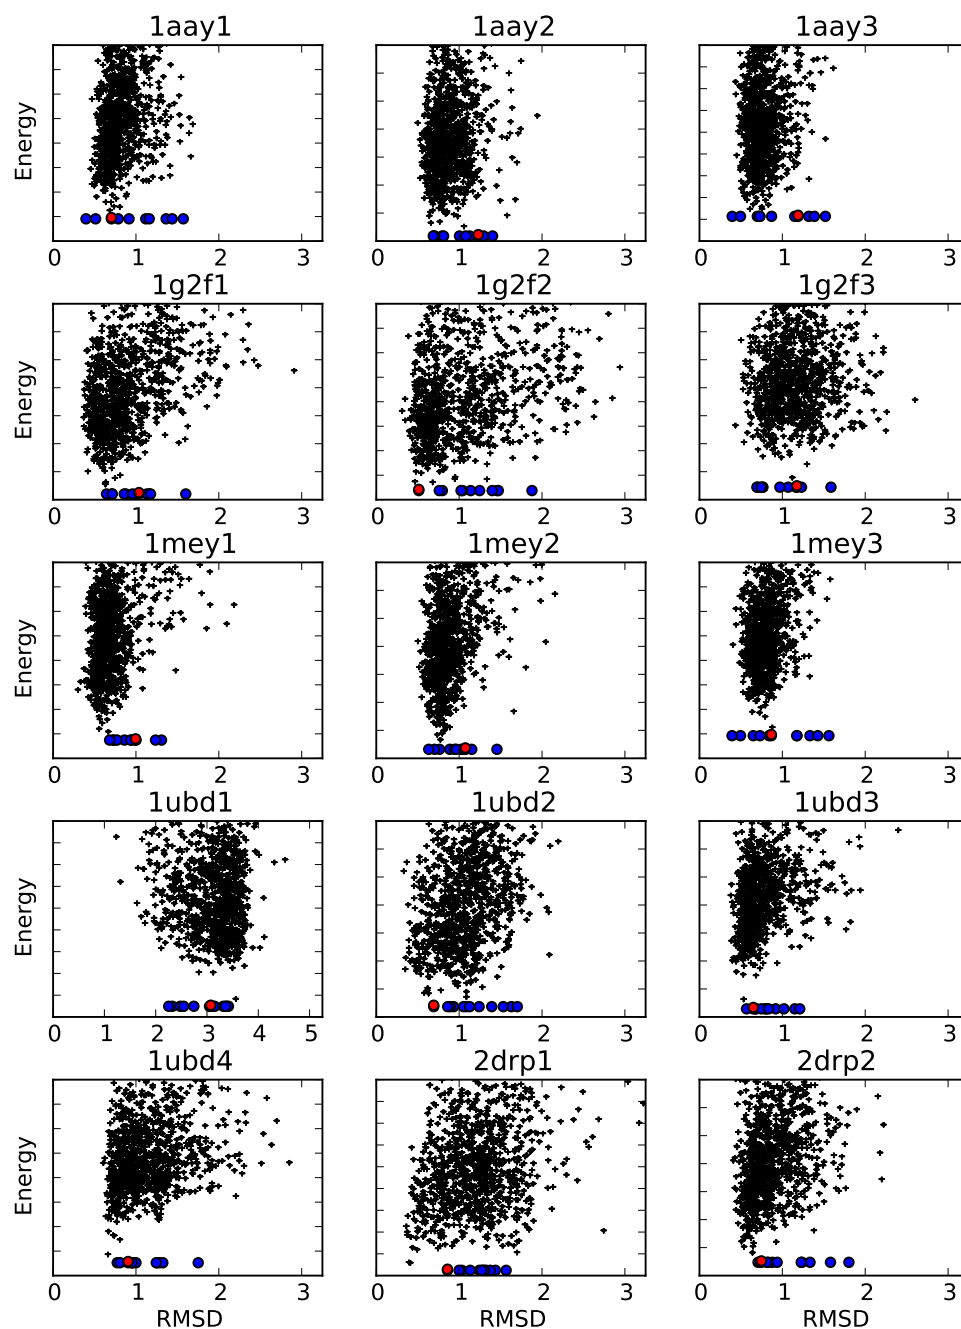 1aay1 1aay2 1aay3
Energy
0 1 2 3 0 1 2 3 0 1 2 3
1g2f1 1g2f2 1g2f3
Energy
0 1 2 3 0 1 2 3 0 1 2 3
1mey1 1mey2 1mey3
Energy
0 1 2 3 0 1 2 3 0 1 2 3
1ubd1 1ubd2 1ubd3
Energy
0 1 2 3 4 5 0 1 2 3 0 1 2 3
1ubd4 2drp1 2drp2
Energy
0 1 2 3 0 1 2 3 0 1 2 3
RMSD RMSD RMSD